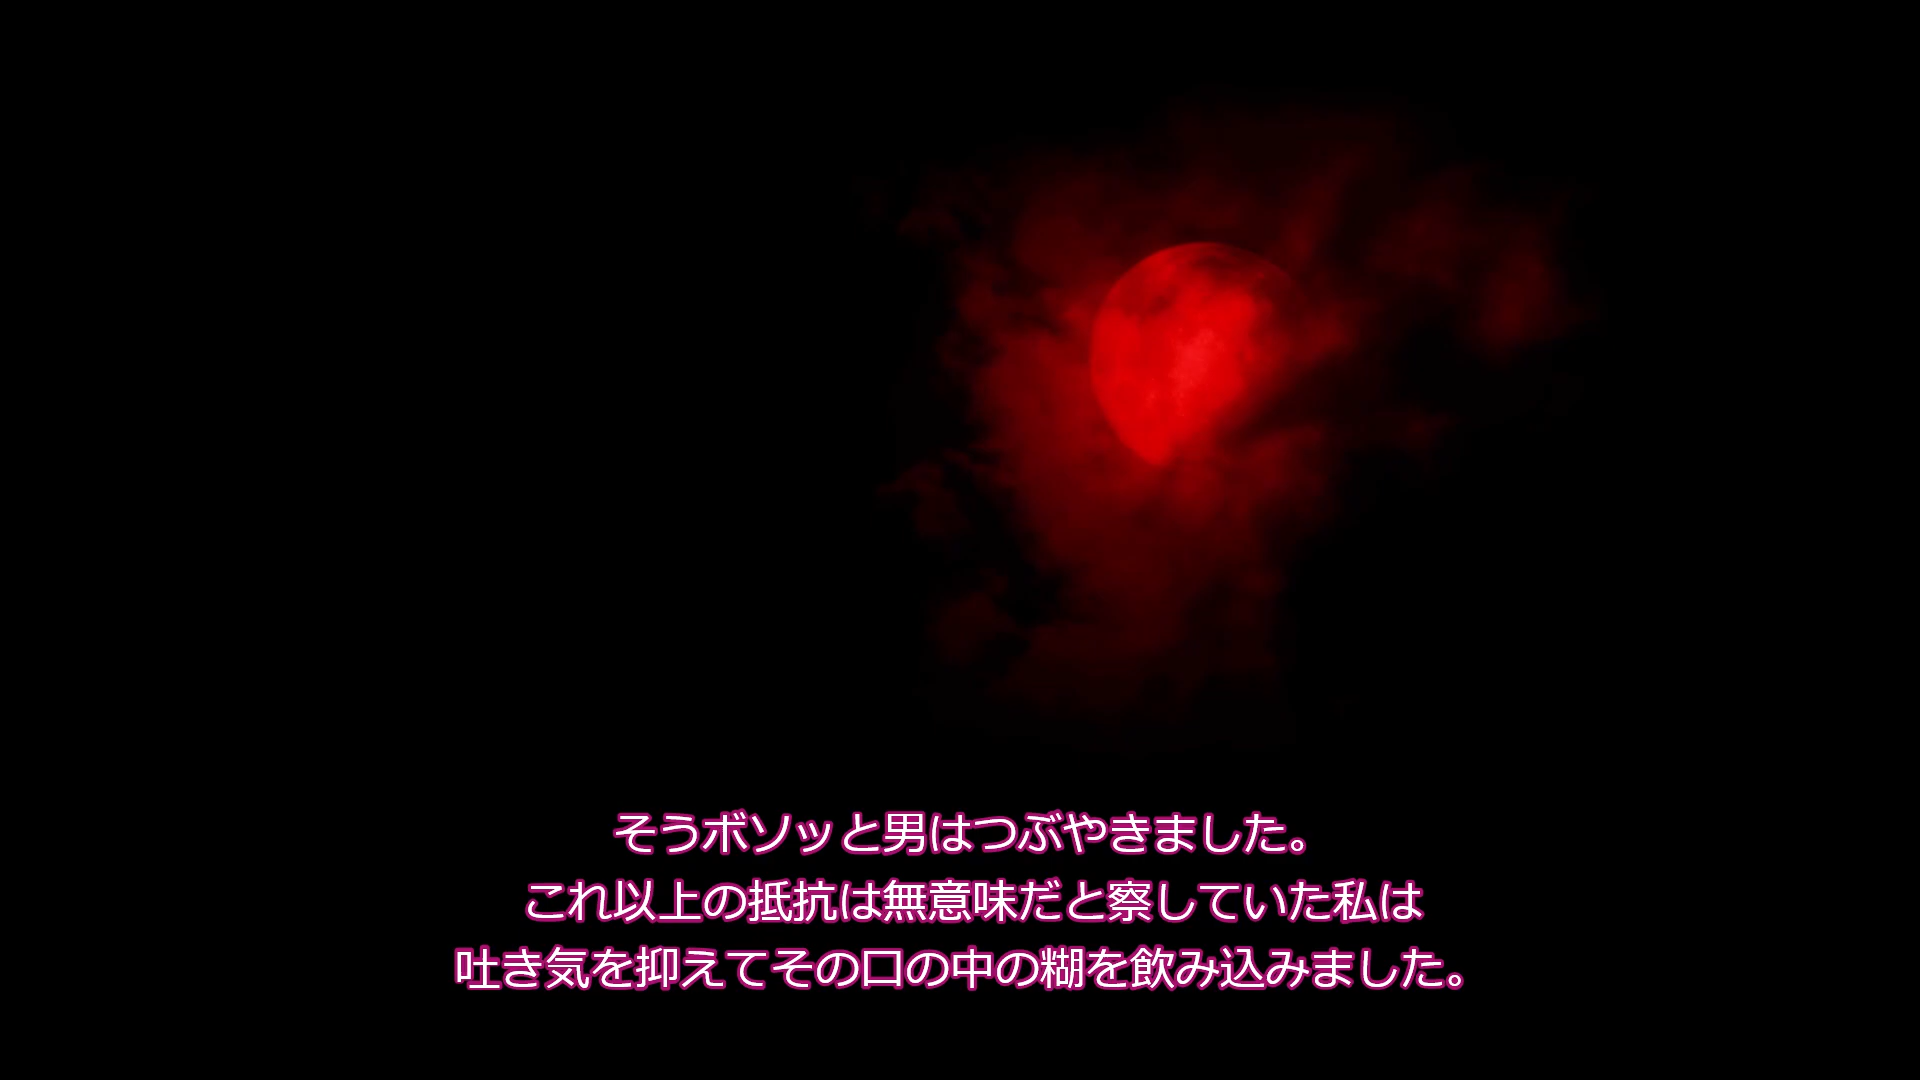 そうボソッと男はつぶやきました。
これ以上の抵抗は無意味だと察していた私は
吐き気を抑えてその口の中の糊を飲み込みました。